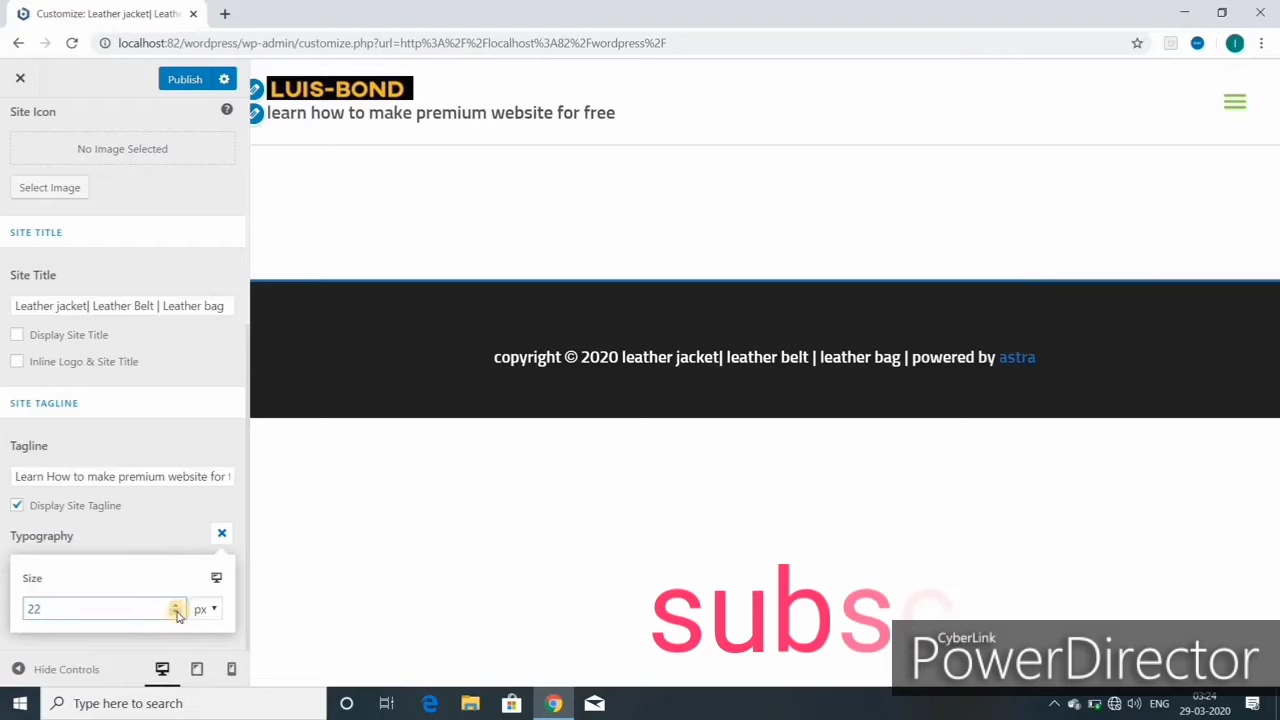 Customize: Leather jacket| Leath
localhost:82/wordpress/wp-admin/customize.php?url=http%3A%2F%2Flocalhost%3A82%2Fwordpress%2F
Publish
Site Icon
No Image Selected
Select Image
SITE TITLE
Site Title
Leather jacket| Leather Belt | Leather bag
Display Site Title
Inline Logo & Site Title
SITE TAGLINE
Tagline
Learn How to make premium website for f
Display Site Tagline
Typography
Size
22
px
Hide Controls
LUIS-BOND
learn how to make premium website for free
copyright © 2020 leather jacket| leather belt | leather bag | powered by astra
subsc
CyberLink
PowerDirector
Type here to search
ENG
03:24
29-03-2020